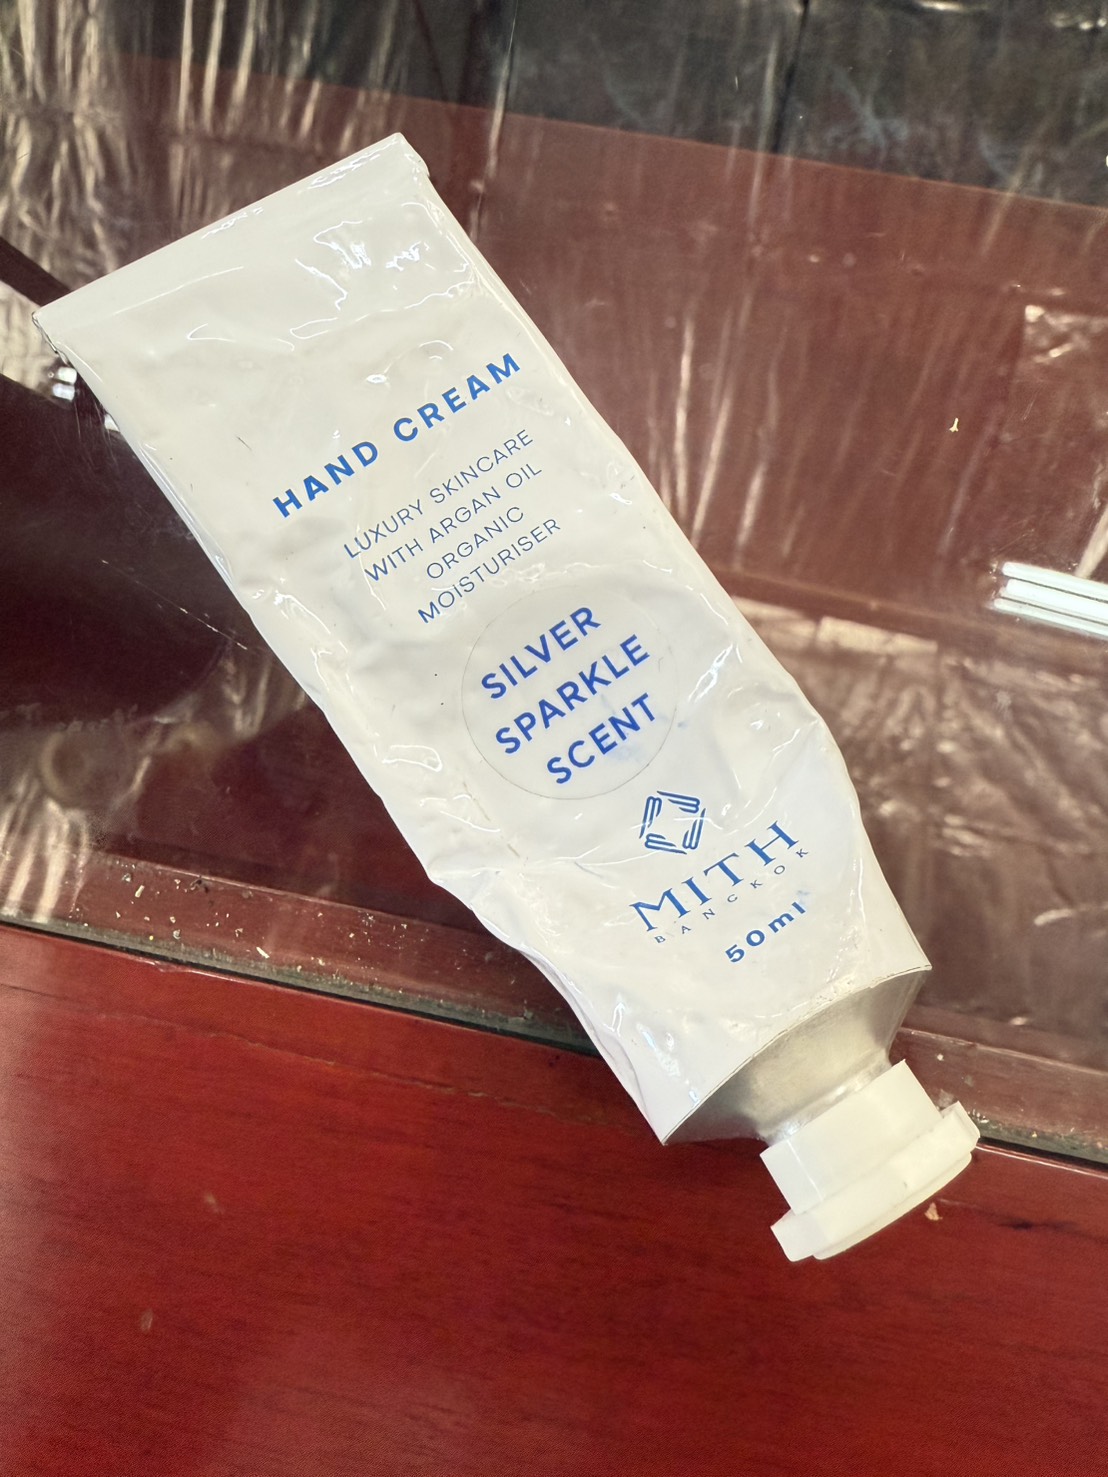 HAND CREAM
LUXURY SKINCARE
WITH ARGAN OIL
ORGANIC
MOISTURISER
SILVER
SPARKLE
SCENT
MITH
BANGKOK
50ml